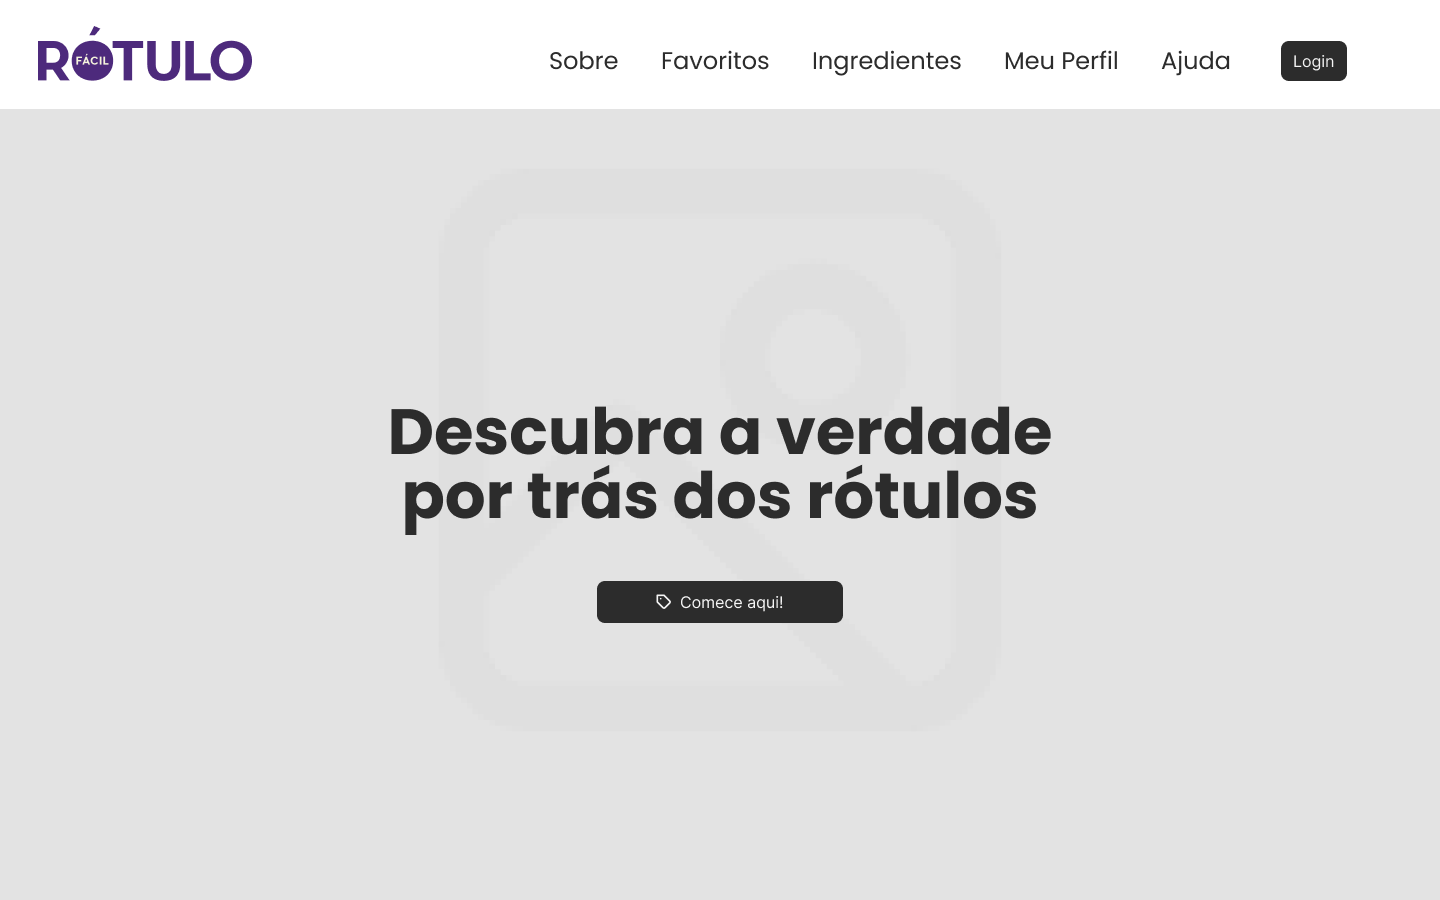 RÓTULO
FÁCIL
Sobre Favoritos Ingredientes Meu Perfil Ajuda Login
Descubra a verdade
por trás dos rótulos
Comece aqui!